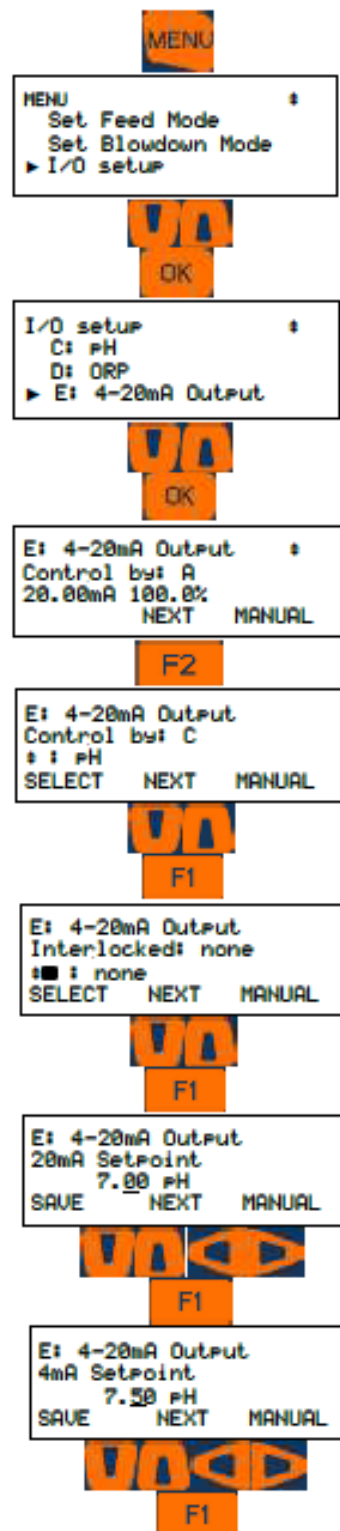 MENU
MENU
Set Feed Mode
Set Blowdown Mode
I/O setup
OK
I/O setup
C: pH
D: ORP
E: 4-20mA Output
OK
E: 4-20mA Output
Control by: A
20.00mA 100.0%
NEXT MANUAL
F2
E: 4-20mA Output
Control by: C
: pH
SELECT NEXT MANUAL
F1
E: 4-20mA Output
Interlocked: none
: none
SELECT NEXT MANUAL
F1
E: 4-20mA Output
20mA Setpoint
7.00 pH
SAVE NEXT MANUAL
F1
E: 4-20mA Output
4mA Setpoint
7.50 pH
SAVE NEXT MANUAL
F1